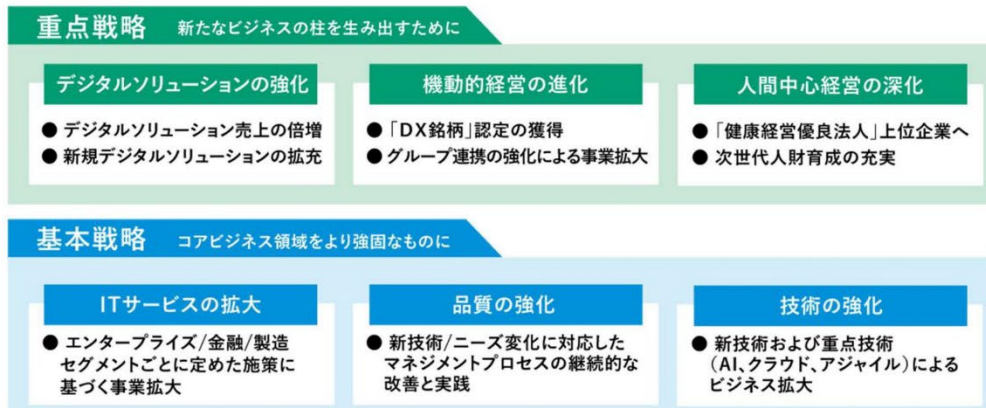 重点戦略 新たなビジネスの柱を生み出すために
デジタルソリューションの強化
● デジタルソリューション売上の倍増
● 新規デジタルソリューションの拡充
機動的経営の進化
● 「DX銘柄」認定の獲得
● グループ連携の強化による事業拡大
人間中心経営の深化
● 「健康経営優良法人」上位企業へ
● 次世代人財育成の充実
基本戦略 コアビジネス領域をより強固なものに
ITサービスの拡大
● エンタープライズ/金融/製造
セグメントごとに定めた施策に
基づく事業拡大
品質の強化
● 新技術/ニーズ変化に対応した
マネジメントプロセスの継続的な
改善と実践
技術の強化
● 新技術および重点技術
(AI、クラウド、アジャイル)による
ビジネス拡大